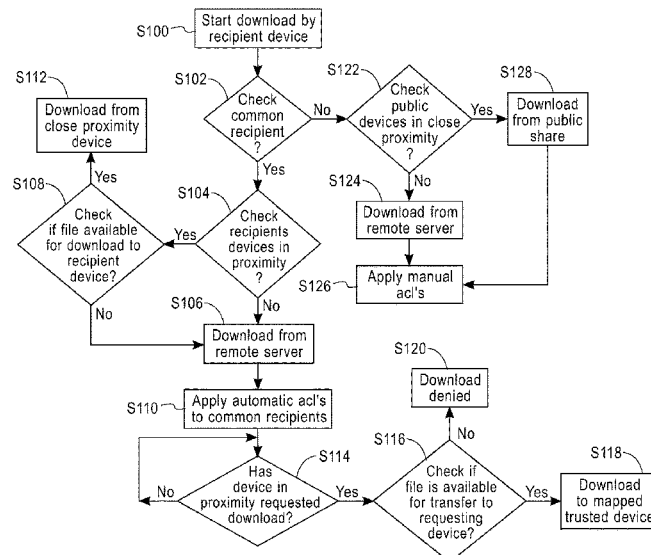 S100
Start download by
recipient device
S102
Check
common
recipient
?
No
Yes
S122
Check
public
devices in close
proximity
?
Yes
No
S128
Download
from public
share
S124
Download from
remote server
S126
Apply manual
acl's
S112
Download from
close proximity
device
Yes
S108
Check
if file available
for download to
recipient device?
No
S104
Check
recipients
devices in
proximity
?
Yes
No
S106
Download from
remote server
S110
Apply automatic acl's
to common recipients
S114
Has
device in
proximity requested
download?
No
Yes
S116
Check if
file is available
for transfer to
requesting
device?
No
Yes
S120
Download
denied
S118
Download
to mapped
trusted device